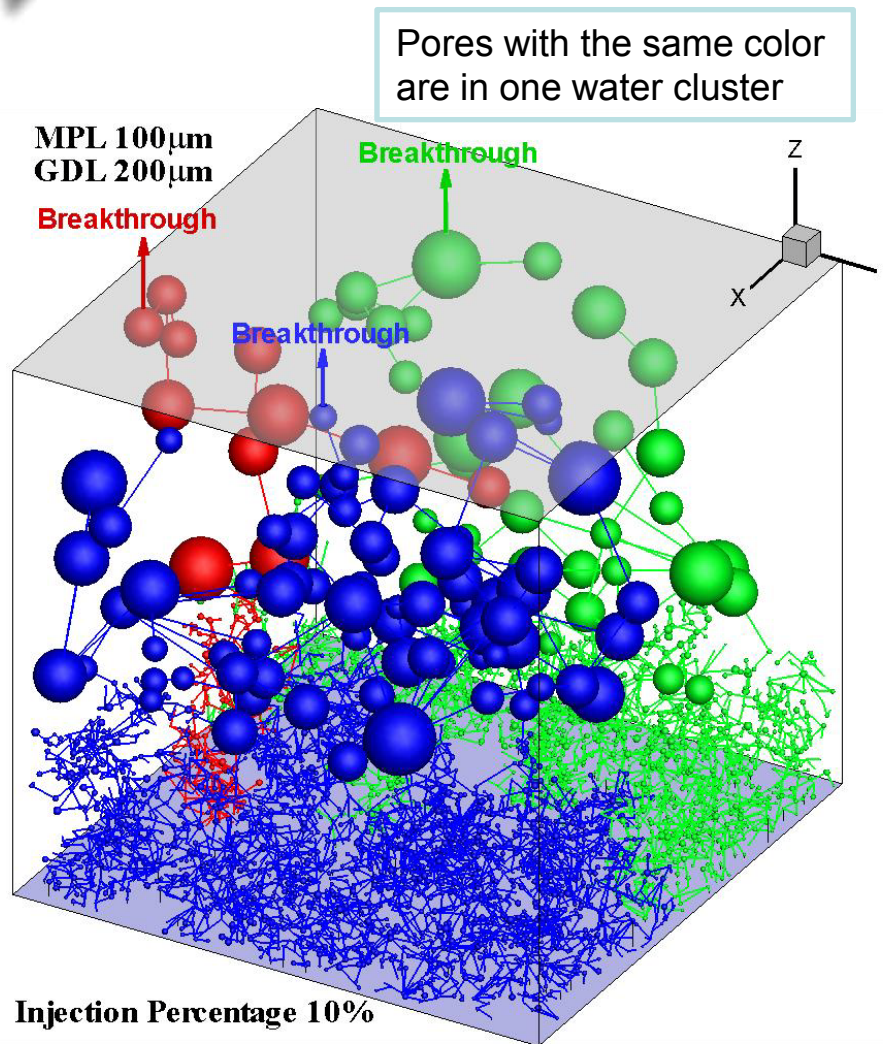 Pores with the same color
are in one water cluster
MPL 100μm
GDL 200μm
Breakthrough
Breakthrough
Breakthrough
Z
X
Injection Percentage 10%